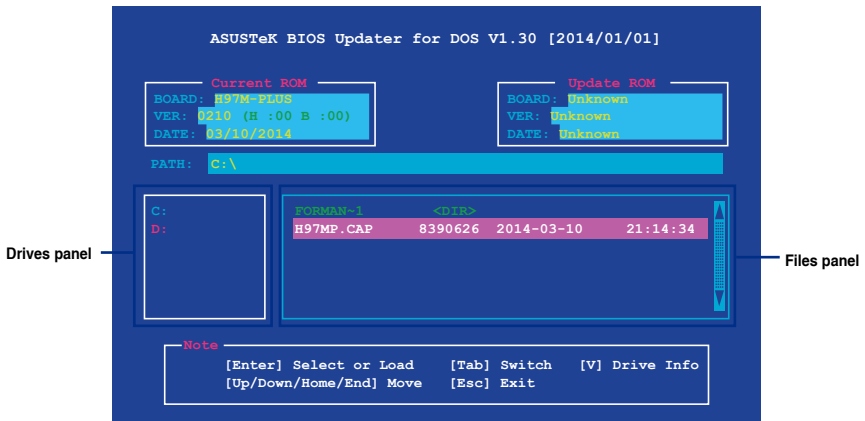 ASUSTeK BIOS Updater for DOS V1.30 [2014/01/01]
Current ROM
BOARD: H97M-PLUS
VER: 0210 (H :00 B :00)
DATE: 03/10/2014
Update ROM
BOARD: Unknown
VER: Unknown
DATE: Unknown
PATH: C:\
Drives panel
C:
D:
FORMAN~1 <DIR>
H97MP.CAP 8390626 2014-03-10 21:14:34
Files panel
Note
[Enter] Select or Load [Tab] Switch [V] Drive Info
[Up/Down/Home/End] Move [Esc] Exit